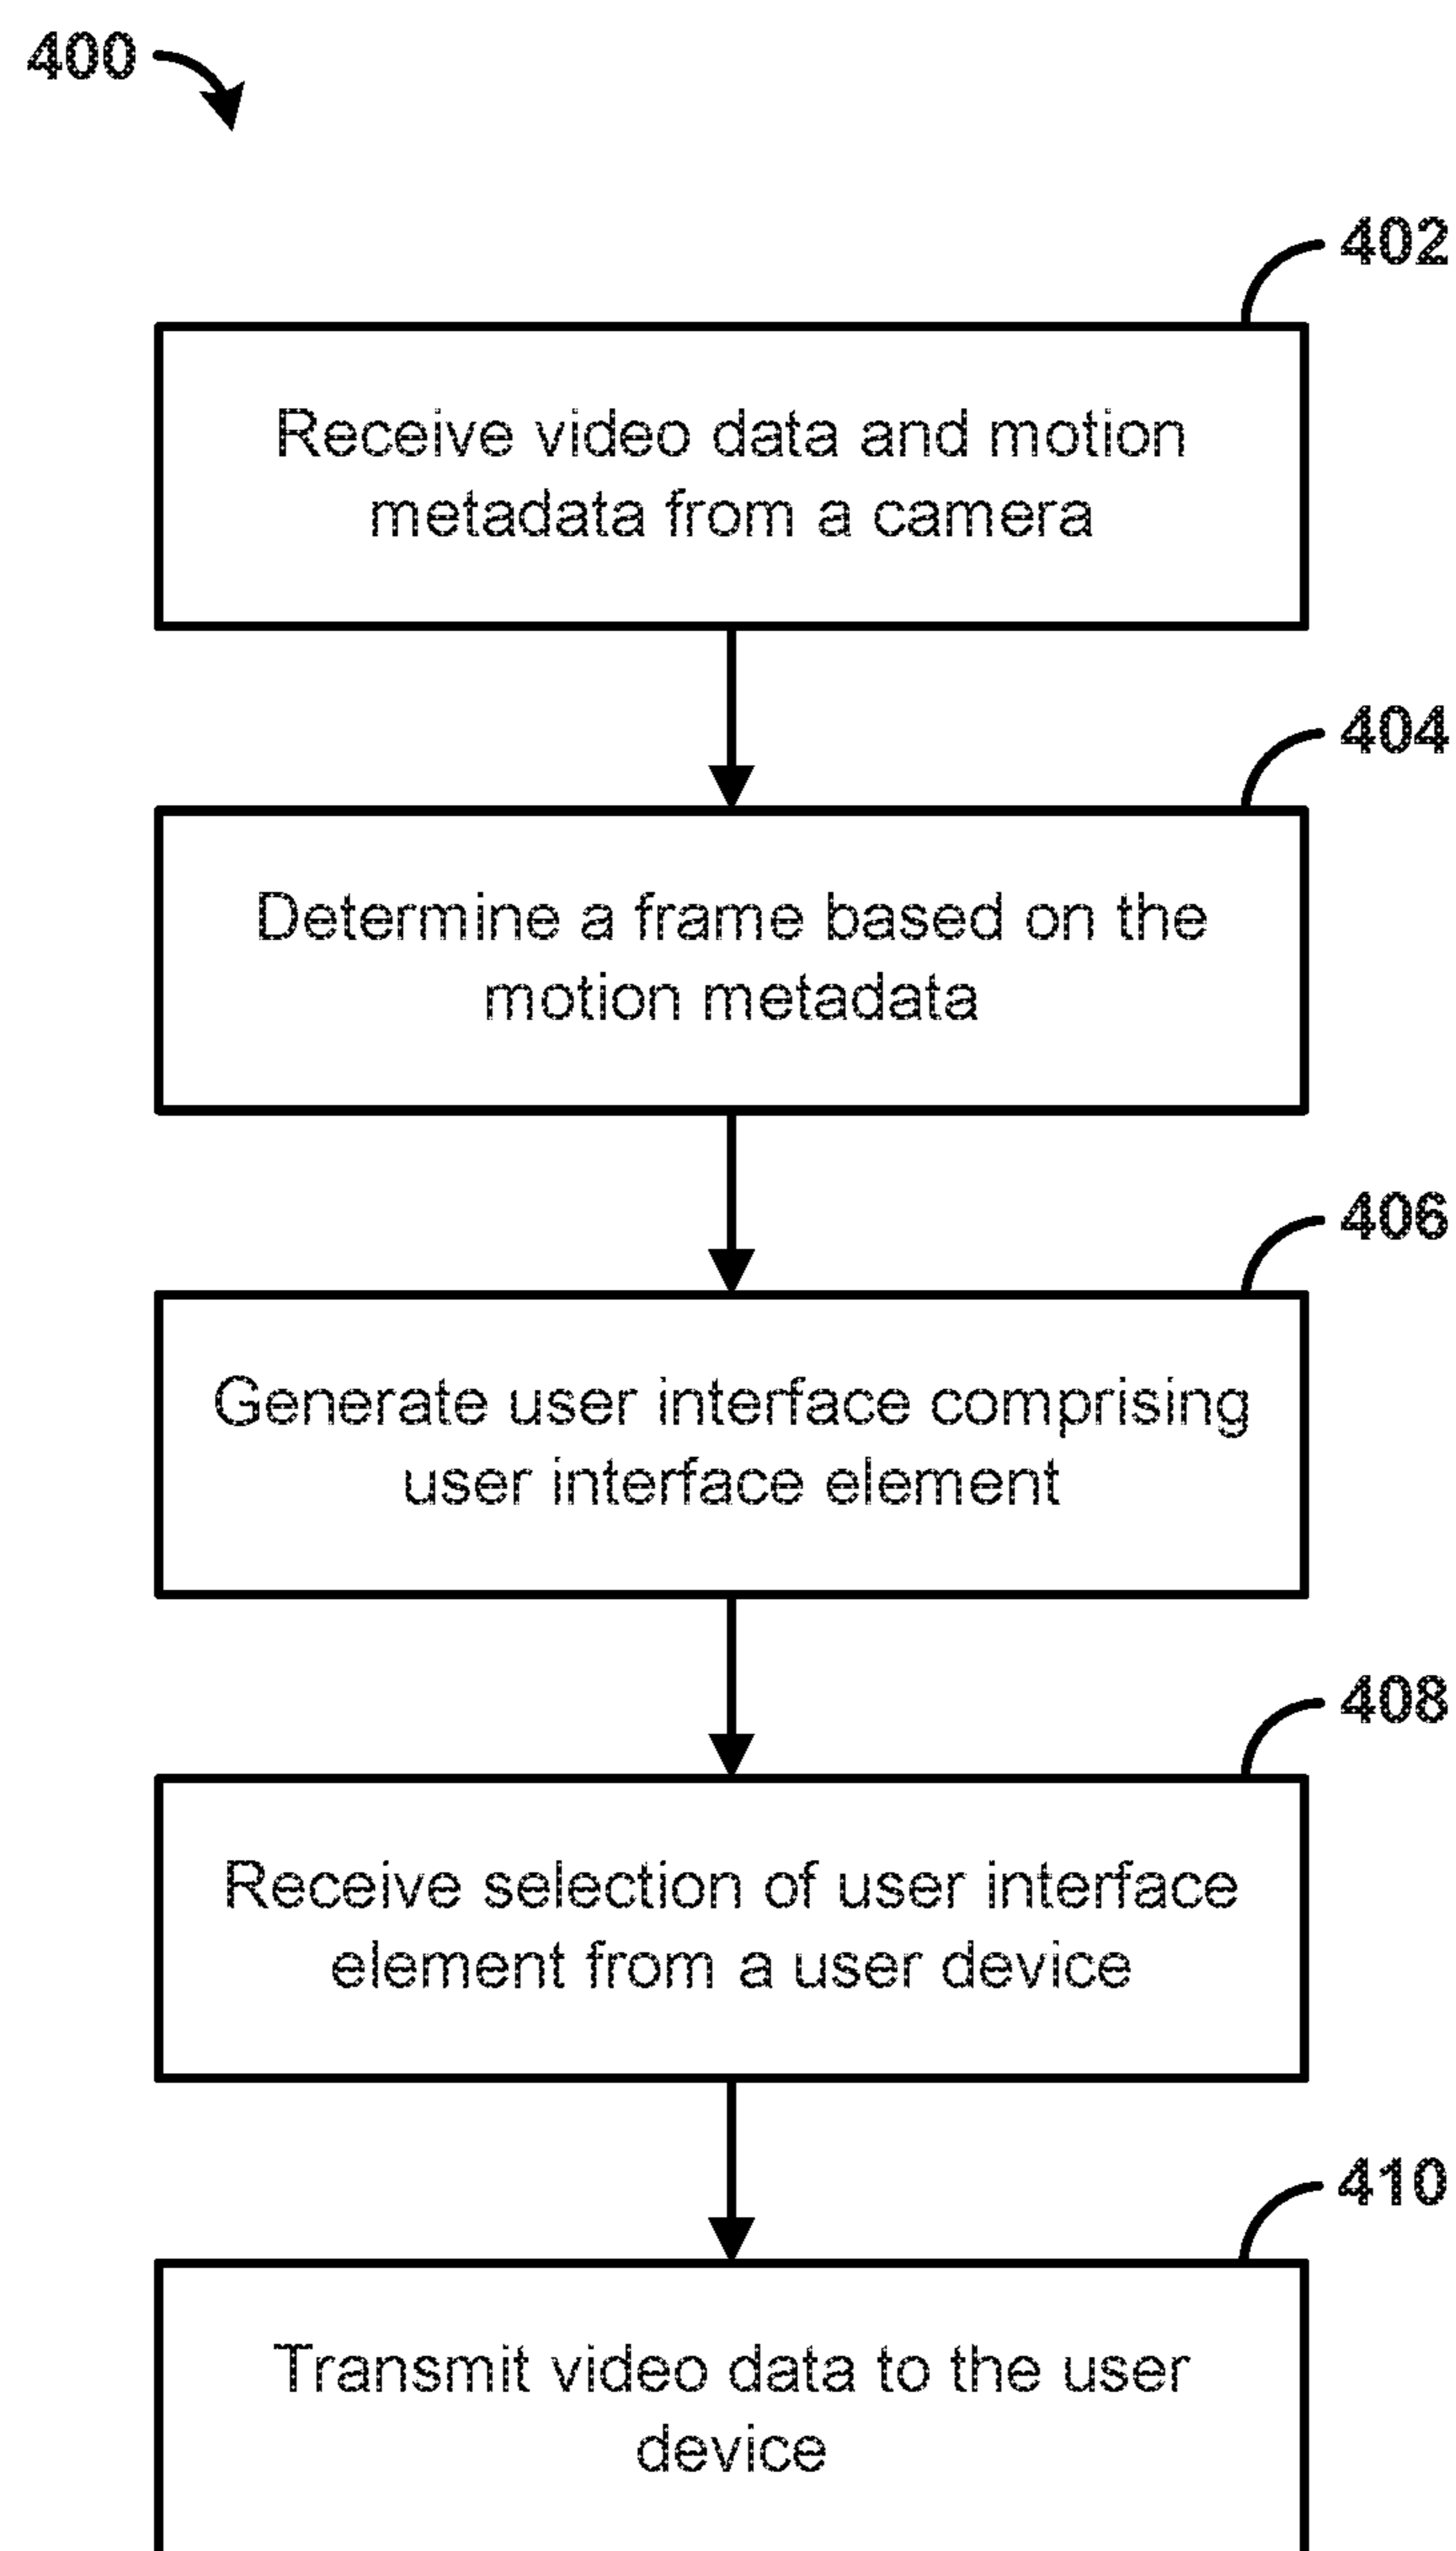 400
402
Receive video data and motion
metadata from a camera
404
Determine a frame based on the
motion metadata
406
Generate user interface comprising
user interface element
408
Receive selection of user interface
element from a user device
410
Transmit video data to the user
device